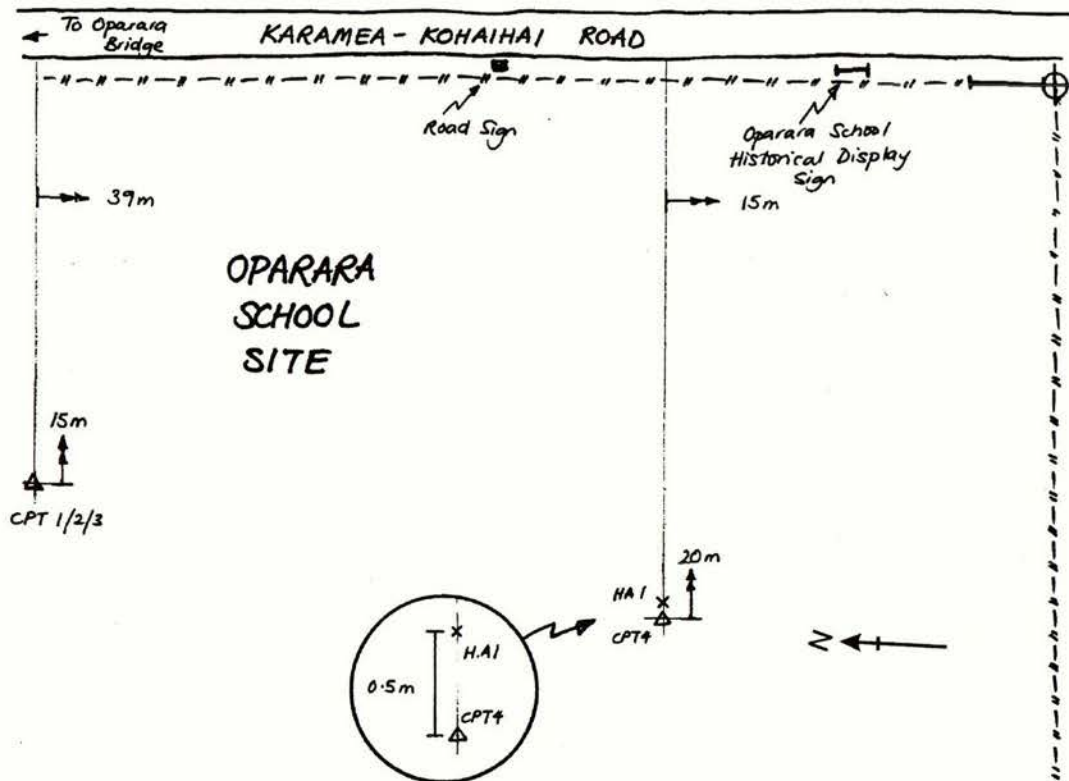 To Oparara
Bridge
KARAMEA - KOHAIHAI ROAD
Road Sign
Oparara School
Historical Display
Sign
39m
15m
OPARARA
SCHOOL
SITE
15m
CPT 1/2/3
20m
HA1
CPT4
H.A1
0.5m
CPT4
N